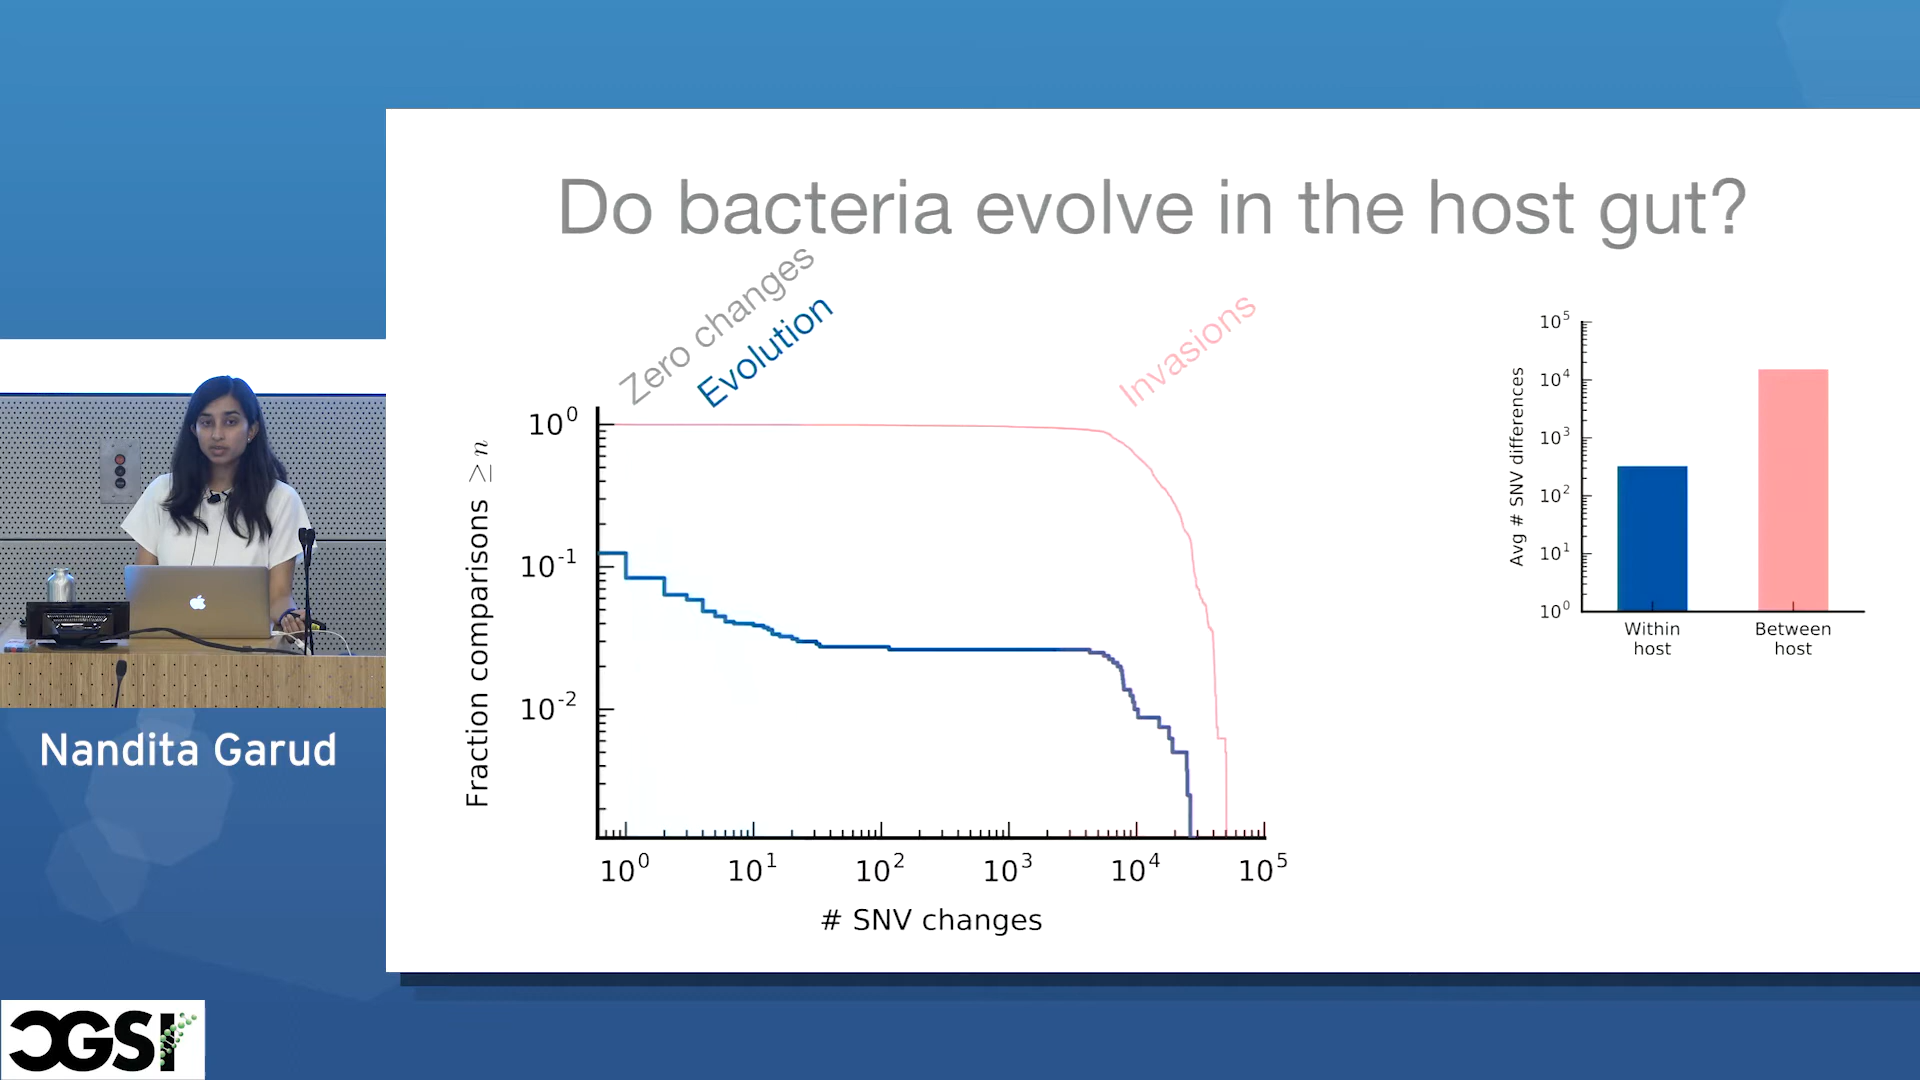 Do bacteria evolve in the host gut?
Zero changes
Evolution
Invasions
Fraction comparisons ≥n
10^0
10^-1
10^-2
10^0 10^1 10^2 10^3 10^4 10^5
# SNV changes
Avg # SNV differences
10^5
10^4
10^3
10^2
10^1
10^0
Within
host
Between
host
Nandita Garud
CGSI